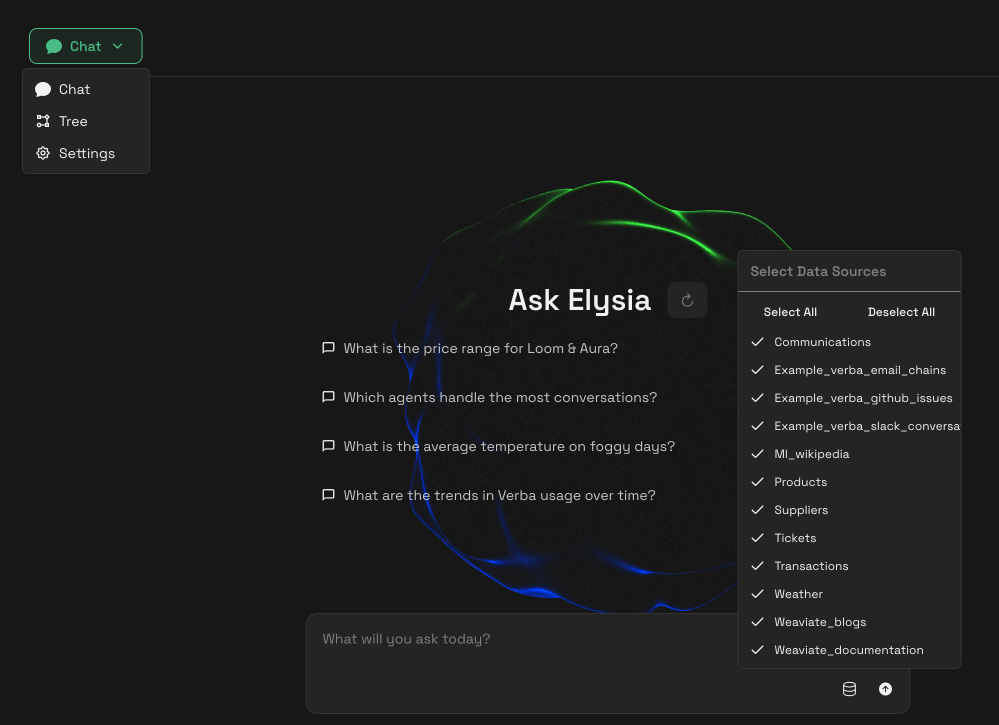 Chat
Chat
Tree
Settings
Ask Elysia
What is the price range for Loom & Aura?
Which agents handle the most conversations?
What is the average temperature on foggy days?
What are the trends in Verba usage over time?
What will you ask today?
Select Data Sources
Select All Deselect All
Communications
Example_verba_email_chains
Example_verba_github_issues
Example_verba_slack_conversa
Ml_wikipedia
Products
Suppliers
Tickets
Transactions
Weather
Weaviate_blogs
Weaviate_documentation